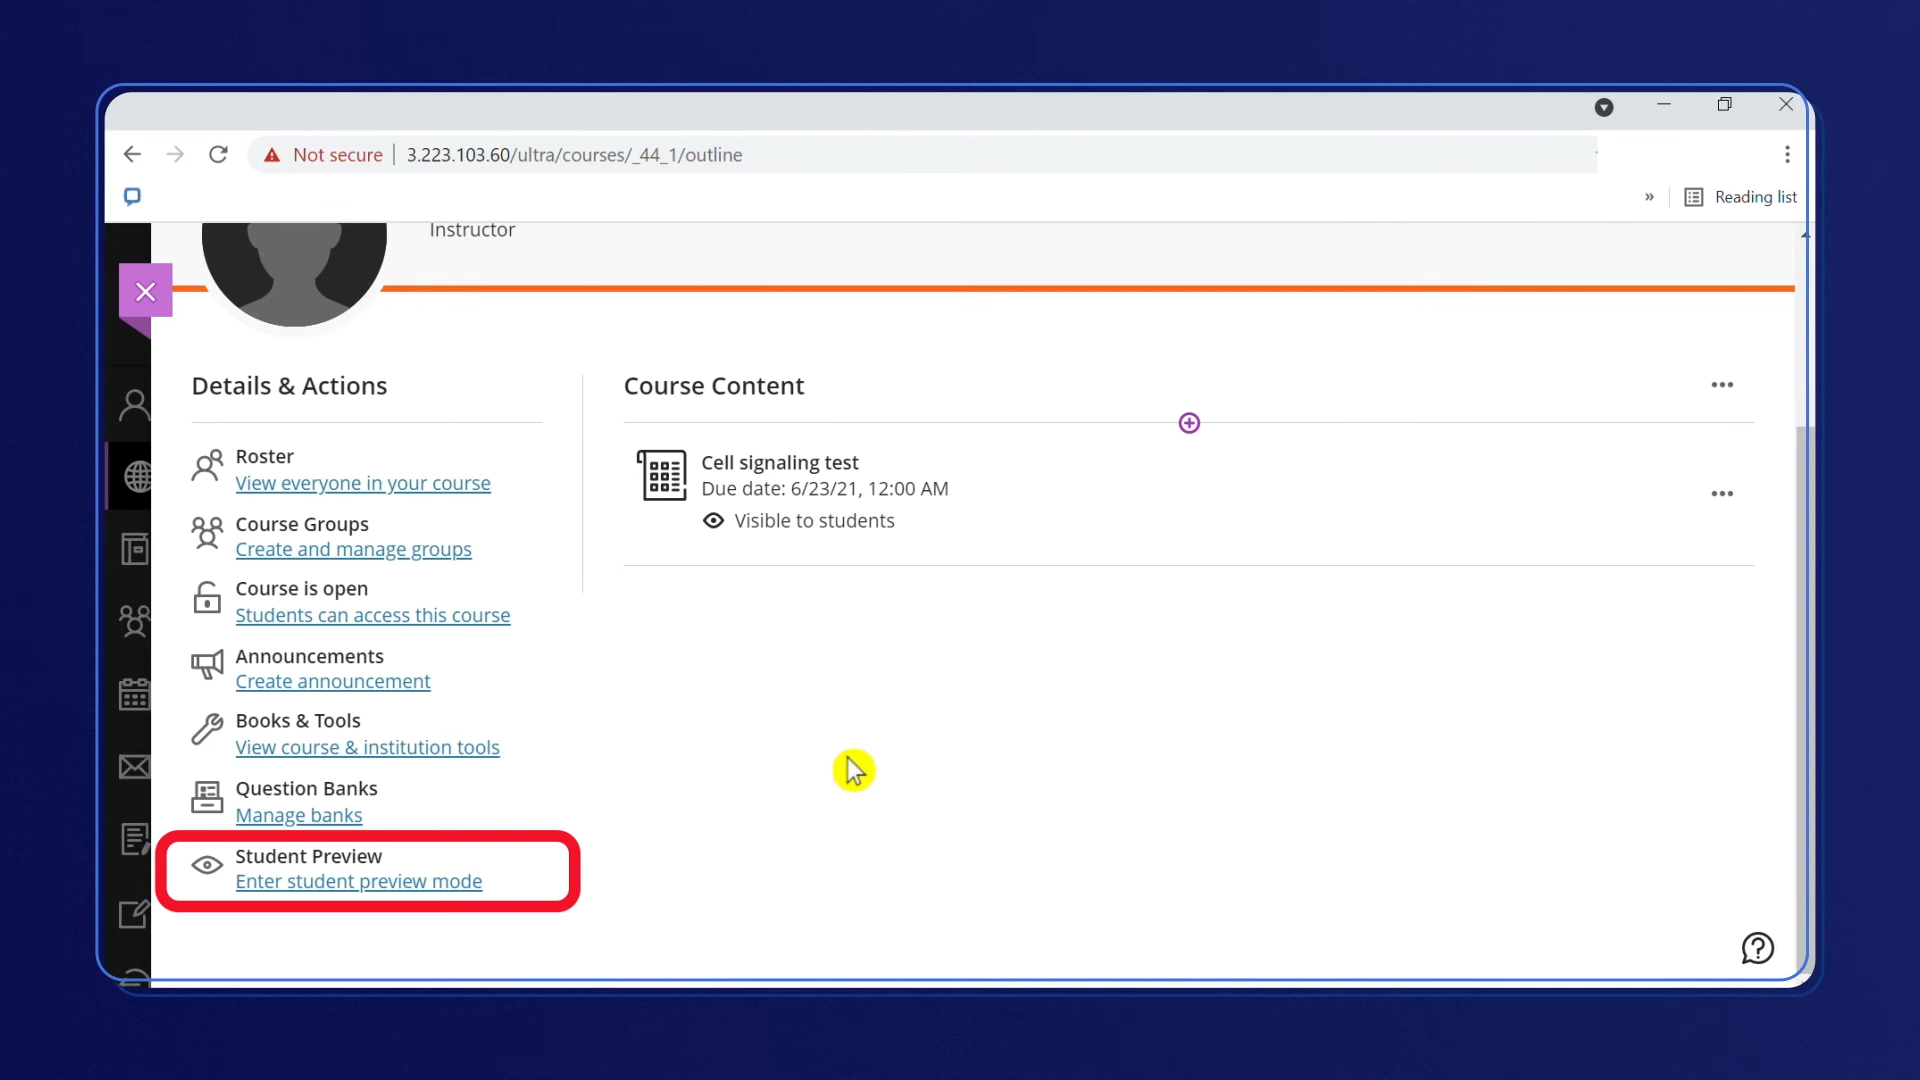 Not secure
3.223.103.60/ultra/courses/_44_1/outline
»
Reading list
Instructor
Details & Actions
Roster
View everyone in your course
Course Groups
Create and manage groups
Course is open
Students can access this course
Announcements
Create announcement
Books & Tools
View course & institution tools
Question Banks
Manage banks
Student Preview
Enter student preview mode
Course Content
Cell signaling test
Due date: 6/23/21, 12:00 AM
Visible to students